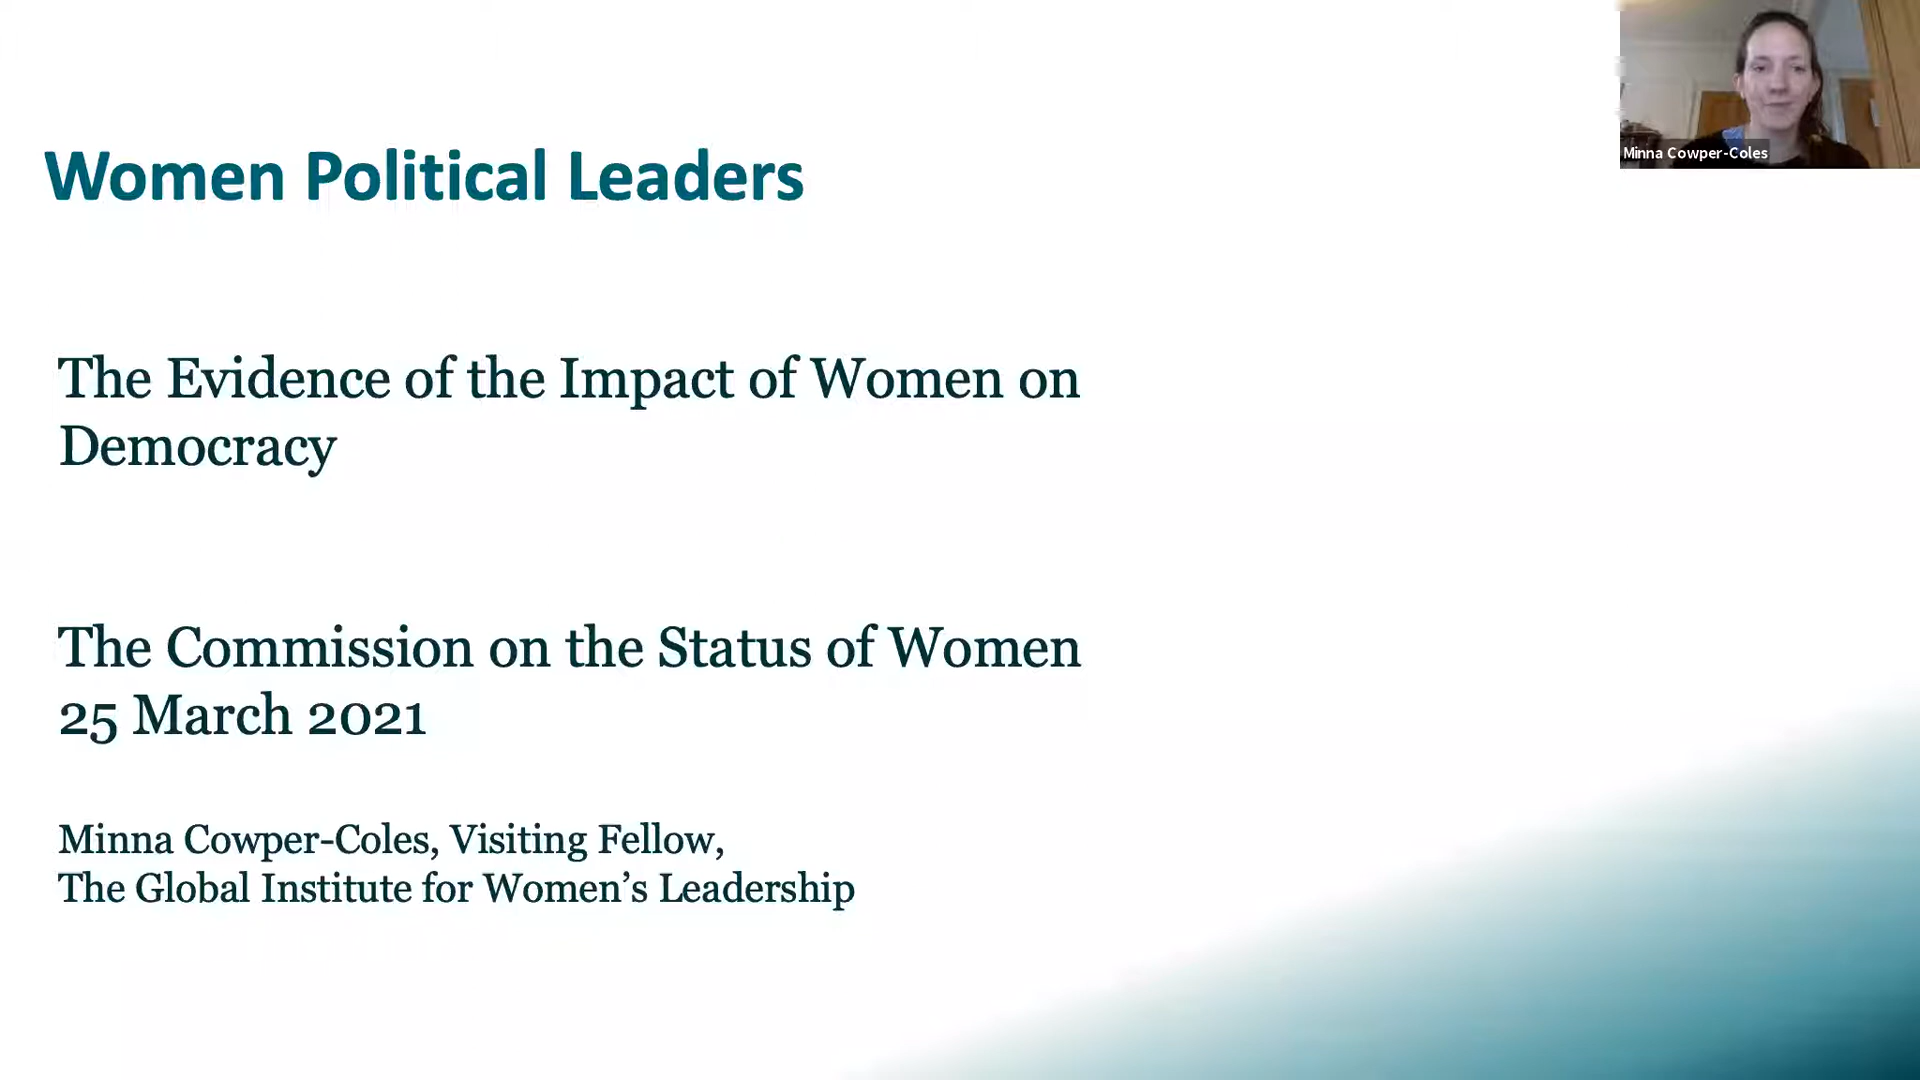 Women Political Leaders
The Evidence of the Impact of Women on
Democracy
The Commission on the Status of Women
25 March 2021
Minna Cowper-Coles, Visiting Fellow,
The Global Institute for Women’s Leadership
Minna Cowper-Coles